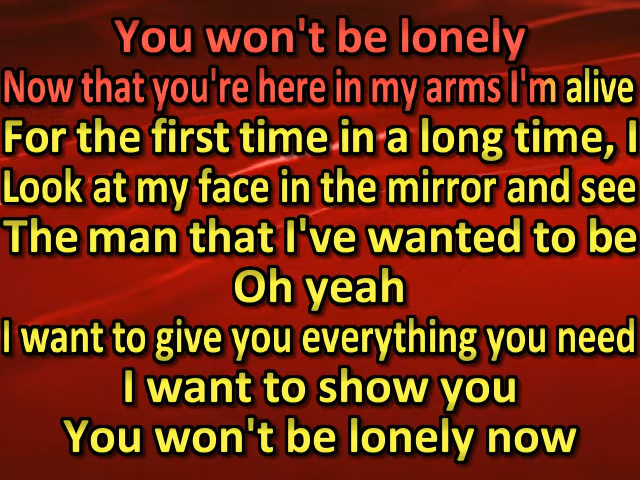 You won't be lonely
Now that you're here in my arms I'm alive
For the first time in a long time, I
Look at my face in the mirror and see
The man that I've wanted to be
Oh yeah
I want to give you everything you need
I want to show you
You won't be lonely now